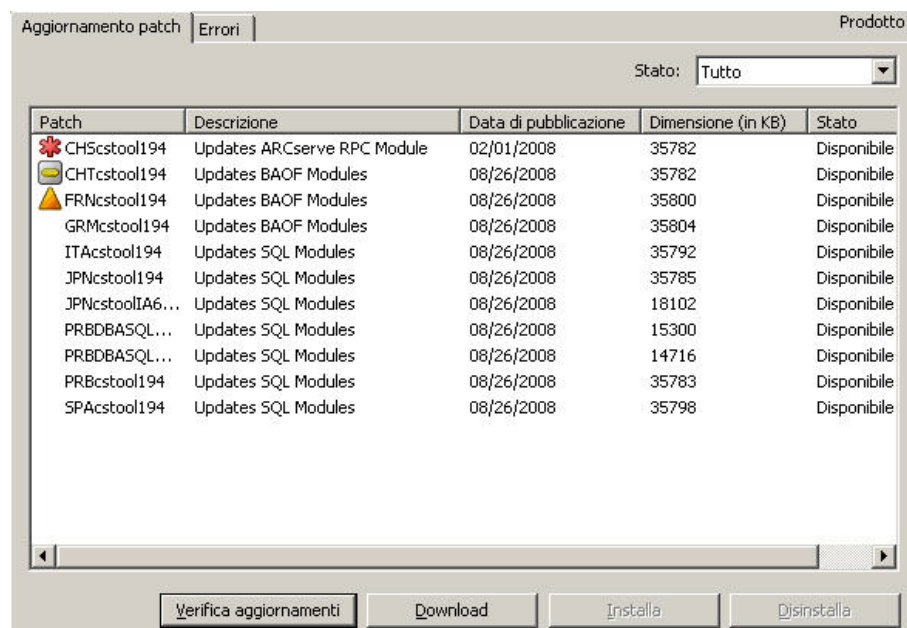 Aggiornamento patch Errori Prodotto
Stato: Tutto
Patch Descrizione Data di pubblicazione Dimensione (in KB) Stato
CHScstool194 Updates ARCserve RPC Module 02/01/2008 35782 Disponibile
CHTcstool194 Updates BAOF Modules 08/26/2008 35782 Disponibile
FRNcstool194 Updates BAOF Modules 08/26/2008 35800 Disponibile
GRMcstool194 Updates BAOF Modules 08/26/2008 35804 Disponibile
ITAcstool194 Updates SQL Modules 08/26/2008 35792 Disponibile
JPNcstool194 Updates SQL Modules 08/26/2008 35785 Disponibile
JPNcstoolIA6... Updates SQL Modules 08/26/2008 18102 Disponibile
PRBDBASQL... Updates SQL Modules 08/26/2008 15300 Disponibile
PRBDBASQL... Updates SQL Modules 08/26/2008 14716 Disponibile
PRBcstool194 Updates SQL Modules 08/26/2008 35783 Disponibile
SPAcstool194 Updates SQL Modules 08/26/2008 35798 Disponibile
Verifica aggiornamenti Download Installa Disinstalla